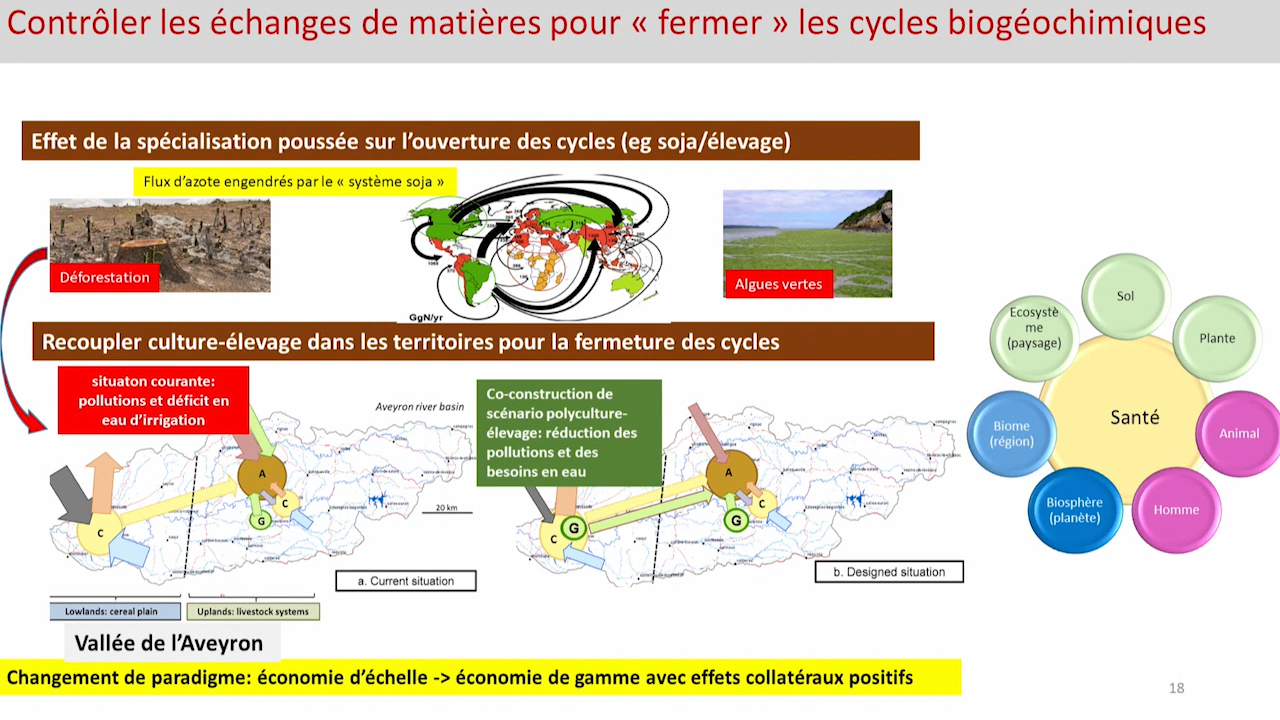 Contrôler les échanges de matières pour « fermer » les cycles biogéochimiques
Effet de la spécialisation poussée sur l’ouverture des cycles (eg soja/élevage)
Flux d’azote engendrés par le « système soja »
Déforestation
GgN/yr
Algues vertes
Recoupler culture-élevage dans les territoires pour la fermeture des cycles
situaton courante:
pollutions et déficit en
eau d’irrigation
Aveyron river basin
A
C
G
C
20 km
a. Current situation
Lowlands: cereal plain
Uplands: livestock systems
Vallée de l’Aveyron
Co-construction de
scénario polyculture-
élevage: réduction des
pollutions et des
besoins en eau
A
C
G
G
C
b. Designed situation
Sol
Ecosystè
me
(paysage)
Plante
Santé
Biome
(région)
Animal
Biosphère
(planète)
Homme
Changement de paradigme: économie d’échelle -> économie de gamme avec effets collatéraux positifs
18